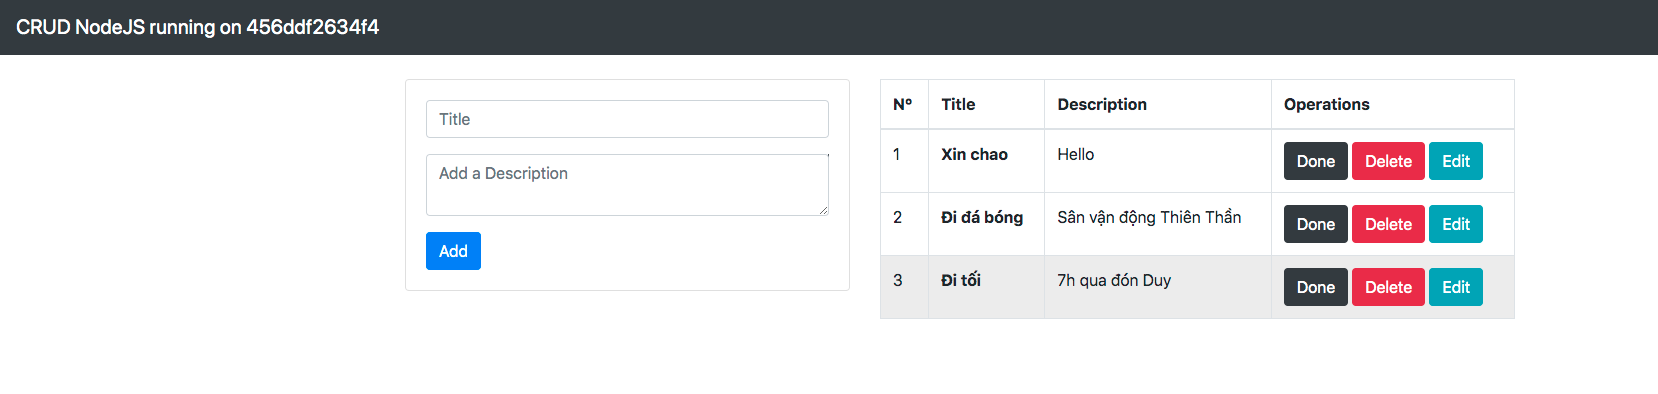 CRUD NodeJS running on 456ddf2634f4
Title
Add a Description
Add
Nº Title Description Operations
1 Xin chao Hello Done Delete Edit
2 Đi đá bóng Sân vận động Thiên Thần Done Delete Edit
3 Đi tối 7h qua đón Duy Done Delete Edit